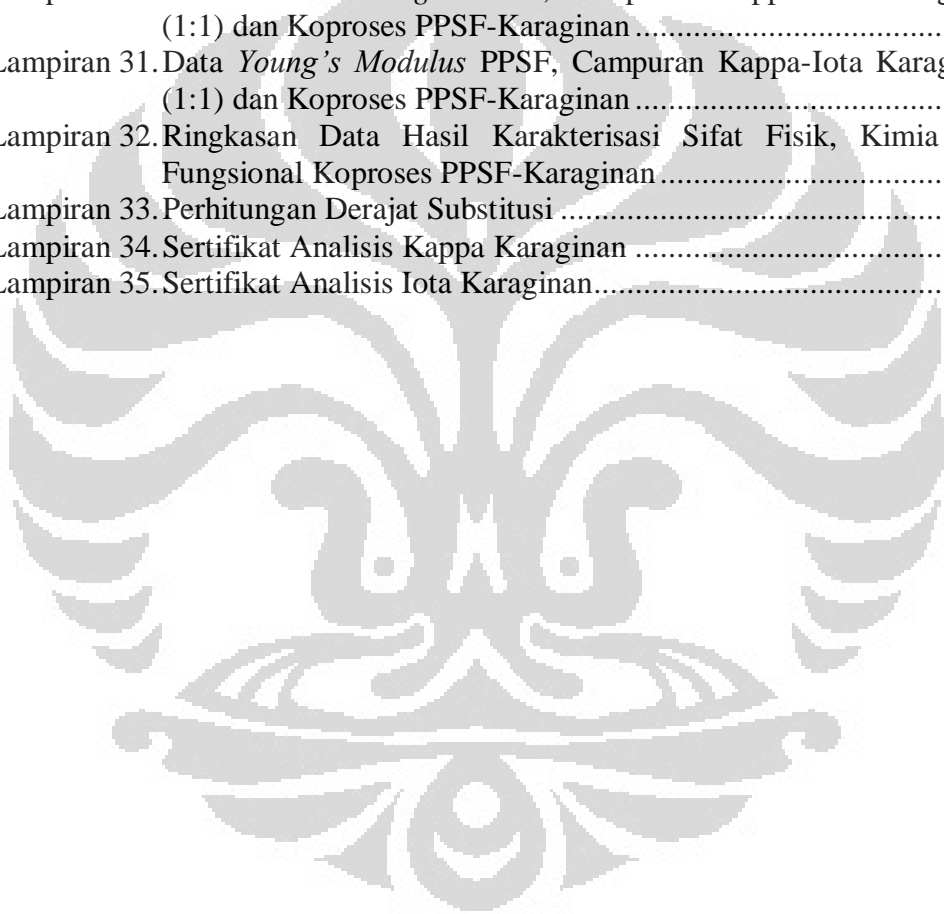 (1:1) dan Koproses PPSF-Karaginan ........................................
Lampiran 31. Data Young's Modulus PPSF, Campuran Kappa-Iota Karag
(1:1) dan Koproses PPSF-Karaginan ........................................
Lampiran 32. Ringkasan Data Hasil Karakterisasi Sifat Fisik, Kimia
Fungsional Koproses PPSF-Karaginan ........................................
Lampiran 33. Perhitungan Derajat Substitusi ........................................
Lampiran 34. Sertifikat Analisis Kappa Karaginan ........................................
Lampiran 35. Sertifikat Analisis Iota Karaginan ........................................